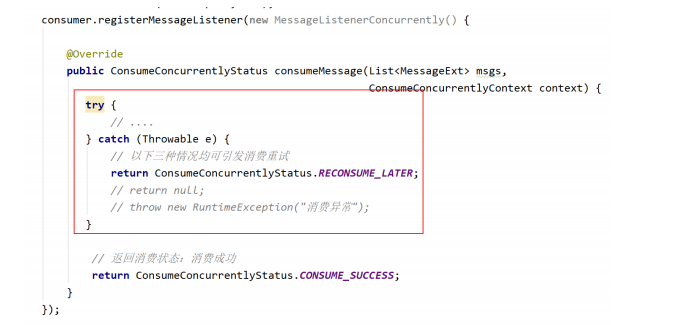 consumer.registerMessageListener(new MessageListenerConcurrently() {
@Override
public ConsumeConcurrentlyStatus consumeMessage(List<MessageExt> msgs,
ConsumeConcurrentlyContext context) {
try {
// ....
} catch (Throwable e) {
// 以下三种情况均可引发消费重试
return ConsumeConcurrentlyStatus.RECONSUME_LATER;
// return null;
// throw new RuntimeException("消费异常");
}
// 返回消费状态：消费成功
return ConsumeConcurrentlyStatus.CONSUME_SUCCESS;
}
});